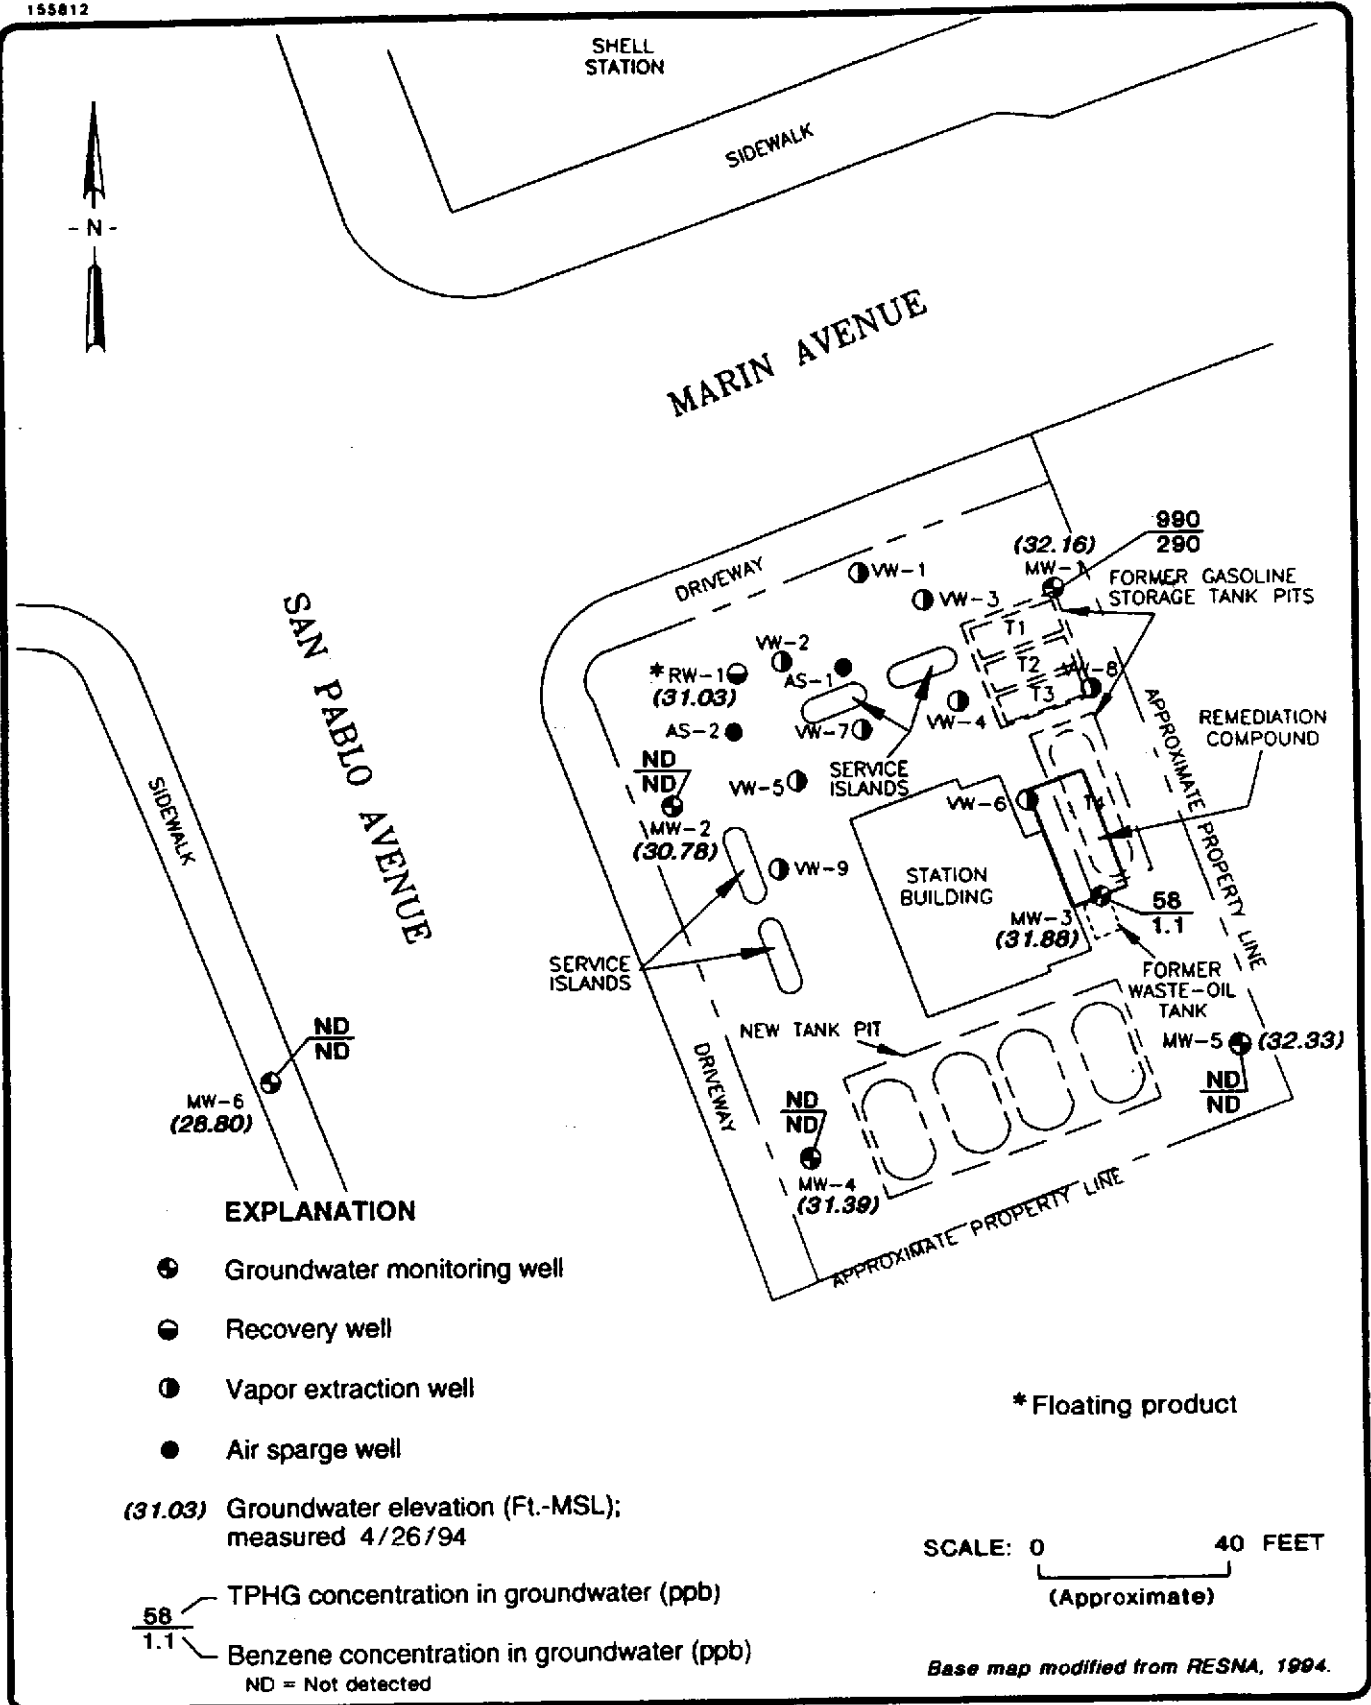 155812
SHELL
STATION
SIDEWALK
- N -
MARIN AVENUE
990
290
(32.16)
MW-1
DRIVEWAY
VW-1
FORMER GASOLINE
STORAGE TANK PITS
VW-3
SAN PABLO AVENUE
T1
VW-2
T2
VW-8
*RW-1
(31.03)
AS-1
T3
VW-4
APPROXIMATE PROPERTY LINE
REMEDIATION
COMPOUND
AS-2
VW-7
SERVICE
ISLANDS
ND
ND
VW-5
SIDEWALK
MW-2
(30.78)
VW-6
T4
VW-9
STATION
BUILDING
MW-3
(31.88)
58
1.1
SERVICE
ISLANDS
FORMER
WASTE-OIL
TANK
NEW TANK PIT
ND
ND
MW-5
(32.33)
DRIVEWAY
MW-6
(28.80)
ND
ND
ND
ND
MW-4
(31.39)
APPROXIMATE PROPERTY LINE
EXPLANATION
Groundwater monitoring well
Recovery well
Vapor extraction well
*Floating product
Air sparge well
(31.03) Groundwater elevation (Ft.-MSL);
measured 4/26/94
SCALE: 0 40 FEET
(Approximate)
58
1.1
TPHG concentration in groundwater (ppb)
Benzene concentration in groundwater (ppb)
ND = Not detected
Base map modified from RESNA, 1994.